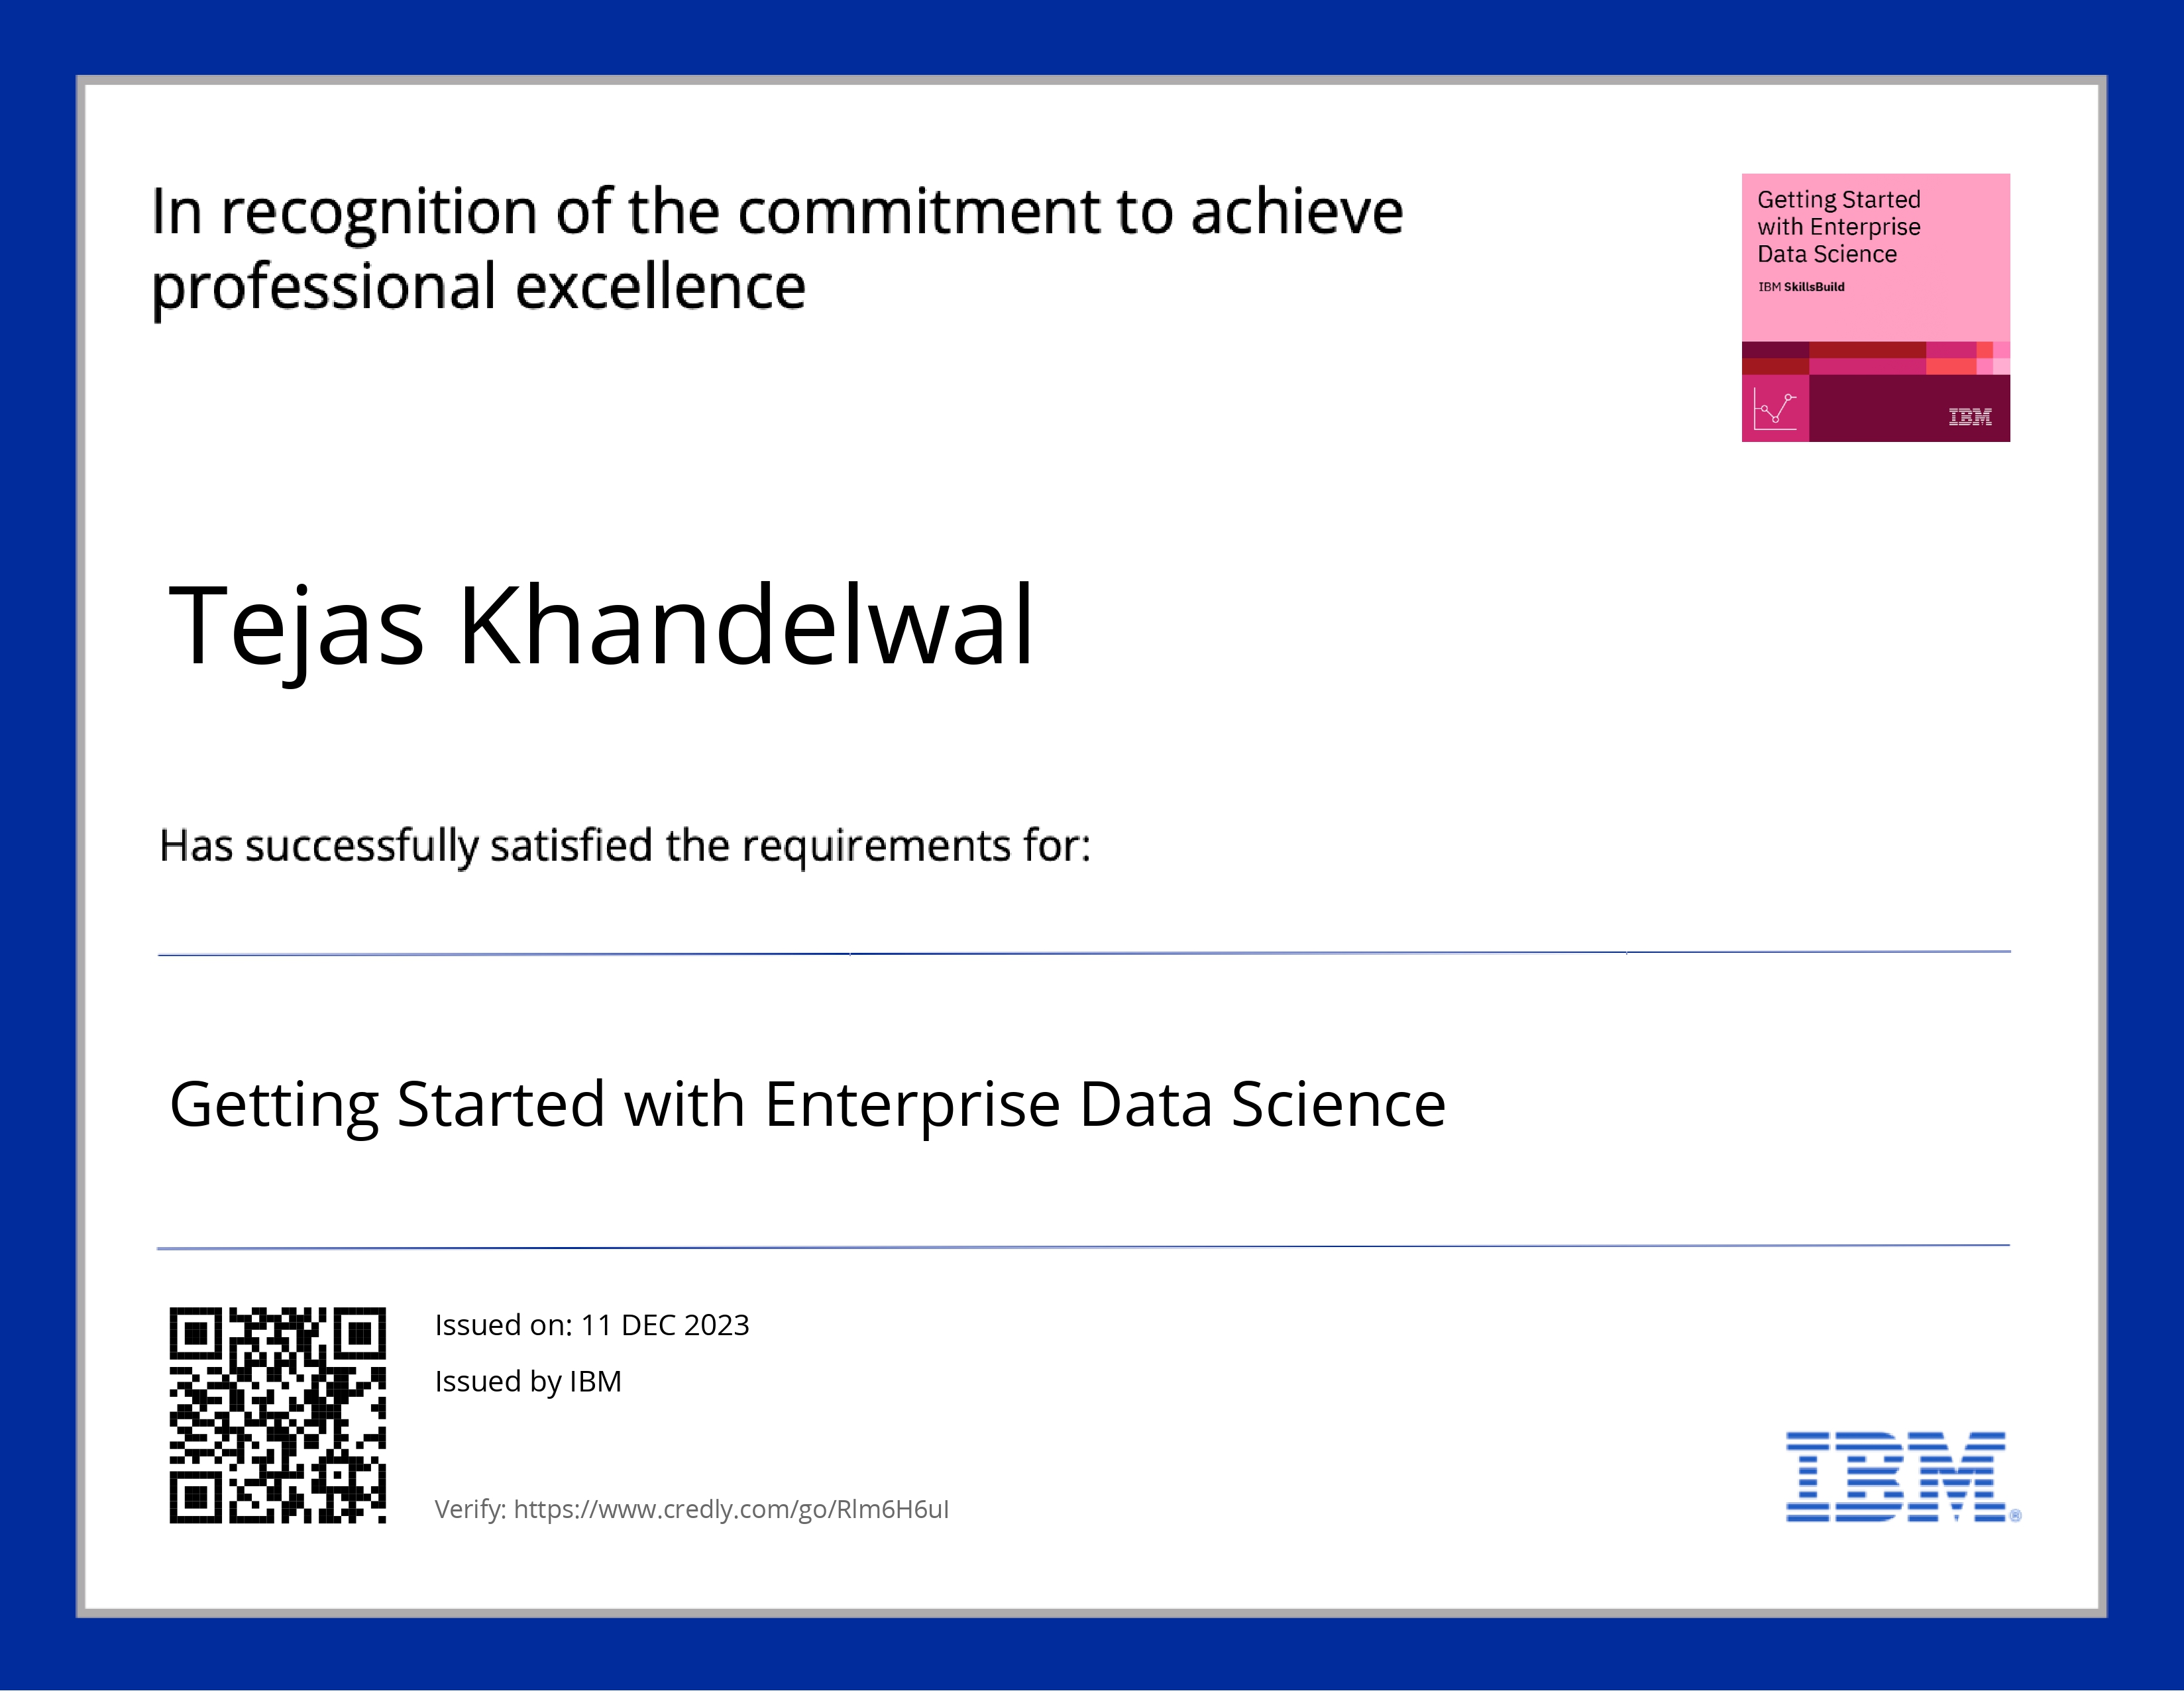 In recognition of the commitment to achieve
professional excellence
Getting Started
with Enterprise
Data Science
IBM SkillsBuild
IBM
Tejas Khandelwal
Has successfully satisfied the requirements for:
Getting Started with Enterprise Data Science
Issued on: 11 DEC 2023
Issued by IBM
Verify: https://www.credly.com/go/Rlm6H6uI
IBM®